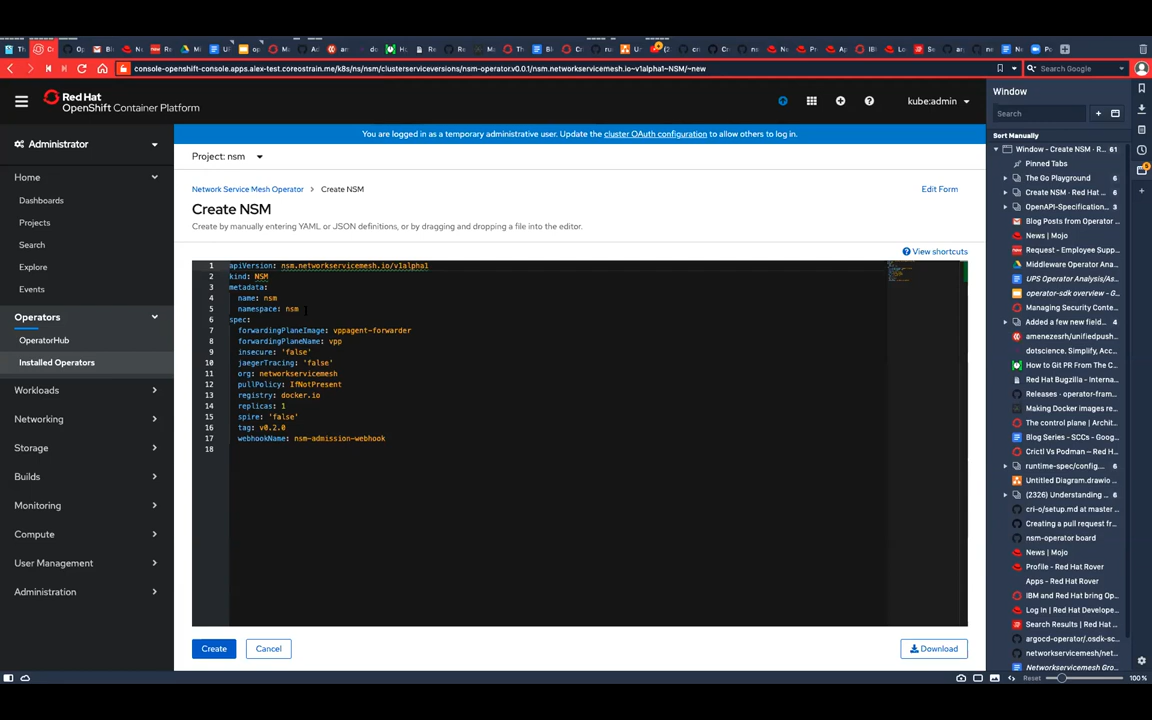 console-openshift-console.apps.alex-test.coreostrain.me/k8s/ns/nsm/clusterserviceversions/nsm-operator.v0.0.1/nsm.networkservicemesh.io~v1alpha1~NSM/~new
Search Google
Red Hat
OpenShift Container Platform
kube:admin
You are logged in as a temporary administrative user. Update the cluster OAuth configuration to allow others to log in.
Administrator
Home
Dashboards
Projects
Search
Explore
Events
Operators
OperatorHub
Installed Operators
Workloads
Networking
Storage
Builds
Monitoring
Compute
User Management
Administration
Project: nsm
Network Service Mesh Operator > Create NSM
Edit Form
Create NSM
Create by manually entering YAML or JSON definitions, or by dragging and dropping a file into the editor.
View shortcuts
1 apiVersion: nsm.networkservicemesh.io/v1alpha1
2 kind: NSM
3 metadata:
4 name: nsm
5 namespace: nsm
6 spec:
7 forwardingPlaneImage: vppagent-forwarder
8 forwardingPlaneName: vpp
9 insecure: 'false'
10 jaegerTracing: 'false'
11 org: networkservicemesh
12 pullPolicy: IfNotPresent
13 registry: docker.io
14 replicas: 1
15 spire: 'false'
16 tag: v0.2.0
17 webhookName: nsm-admission-webhook
18
Create
Cancel
Download
Window
Search
Sort Manually
Window - Create NSM · R... 61
Pinned Tabs
The Go Playground 6
Create NSM · Red Hat ... 6
OpenAPI-Specification... 3
Blog Posts from Operator ...
News | Mojo
Request - Employee Supp...
Middleware Operator Ana...
UPS Operator Analysis/As...
operator-sdk overview - G...
Managing Security Conte...
Added a few new field... 4
amenezesrh/unifiedpush...
dotscience. Simplify, Acc...
How to Git PR From The C...
Red Hat Bugzilla - Interna...
Releases · operator-fram...
Making Docker images re...
The control plane | Archit...
Blog Series - SCCs - Goog...
Crictl Vs Podman – Red H...
runtime-spec/config.... 6
Untitled Diagram.drawio ...
(2326) Understanding ... 6
cri-o/setup.md at master ...
Creating a pull request fr...
nsm-operator board
News | Mojo
Profile - Red Hat Rover
Apps - Red Hat Rover
IBM and Red Hat bring Op...
Log In | Red Hat Develope...
Search Results | Red Hat ...
argocd-operator/.osdk-sc...
networkservicemesh/net...
Networkservicemesh Gro...
Reset
100 %